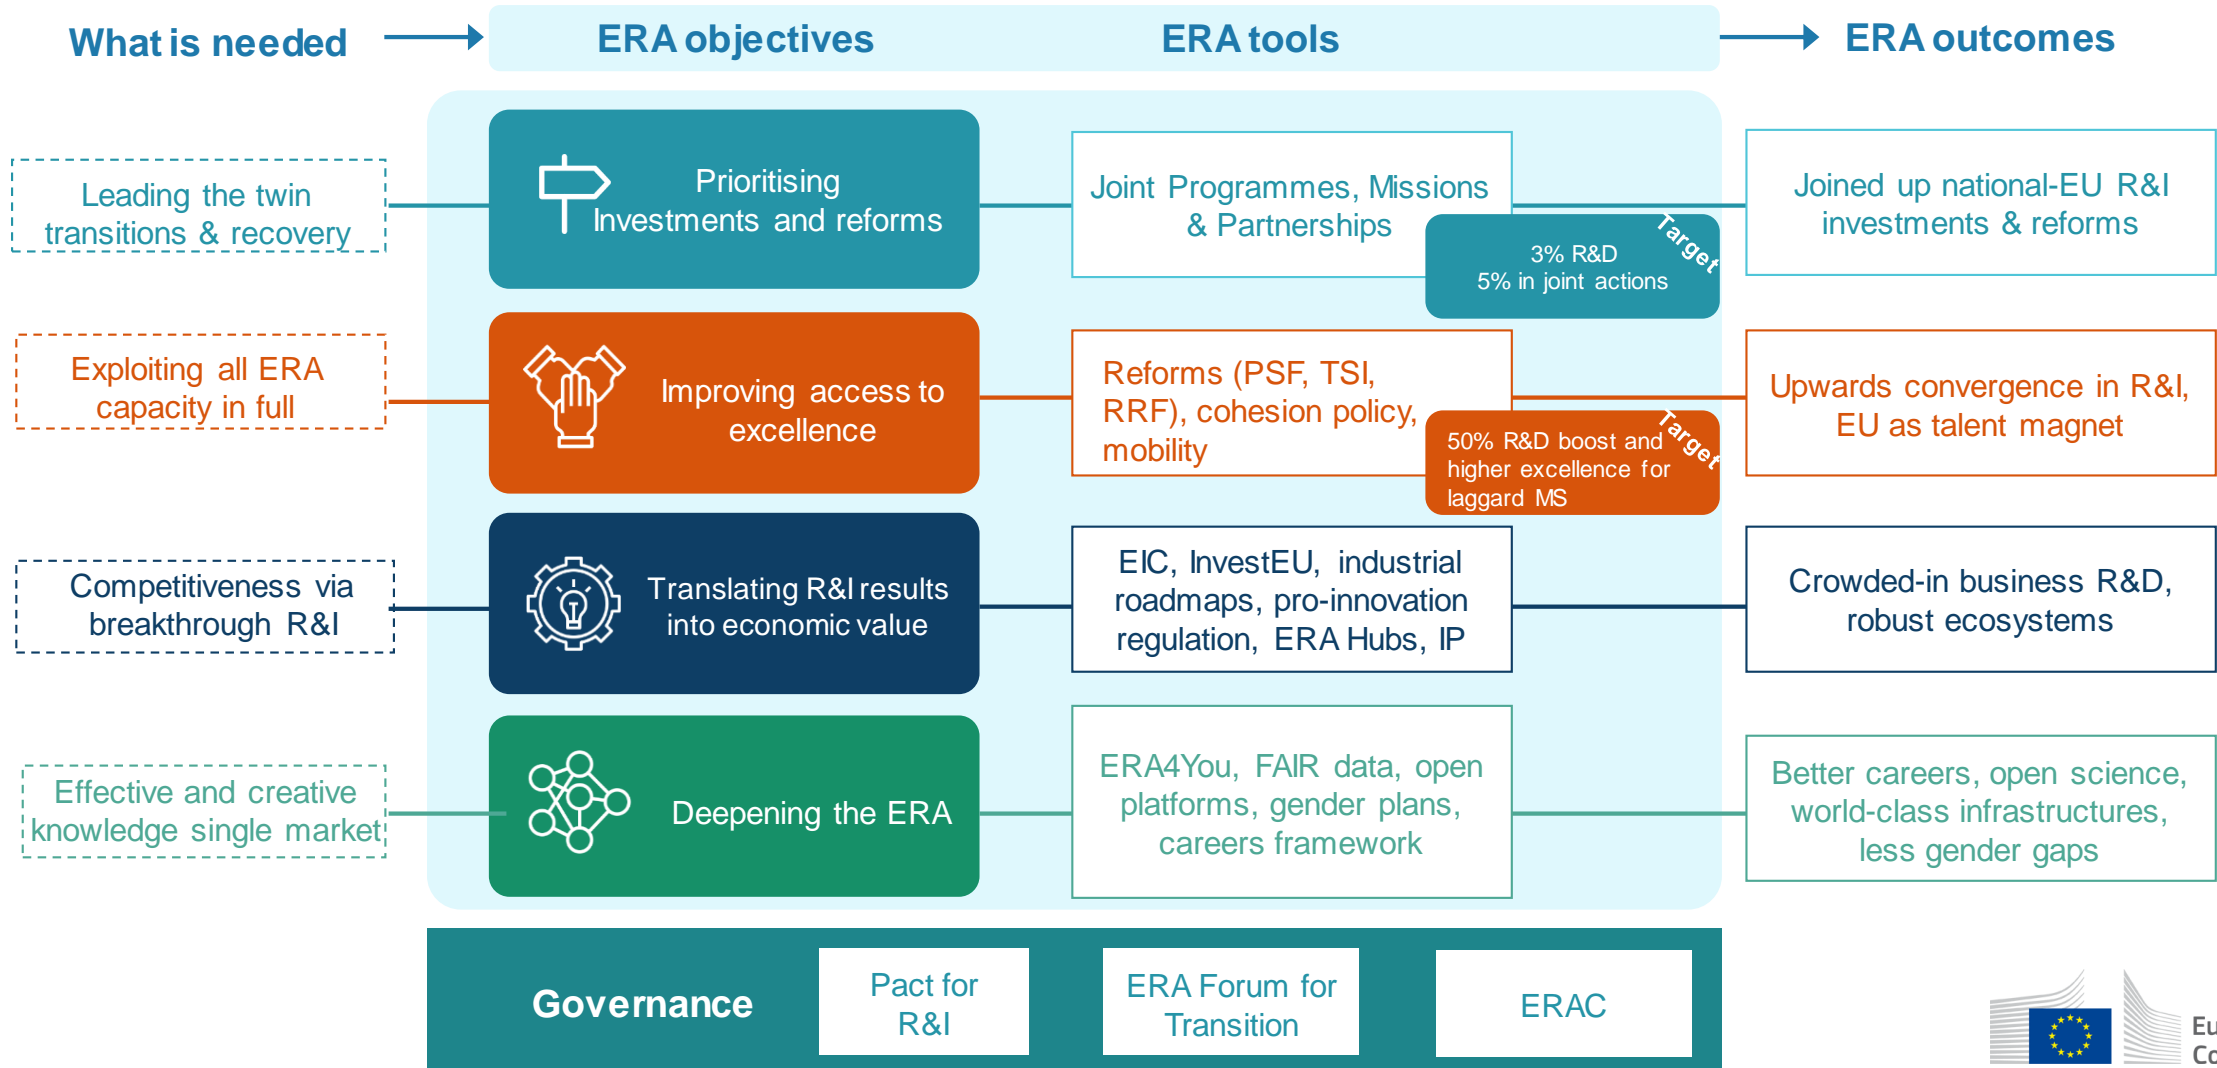 What is needed
ERA objectives
ERA tools
ERA outcomes
Leading the twin
transitions & recovery
Prioritising
Investments and reforms
Joint Programmes, Missions
& Partnerships
Target
3% R&D
5% in joint actions
Joined up national-EU R&I
investments & reforms
Exploiting all ERA
capacity in full
Improving access to
excellence
Reforms (PSF, TSI,
RRF), cohesion policy,
mobility
Target
50% R&D boost and
higher excellence for
laggard MS
Upwards convergence in R&I,
EU as talent magnet
Competitiveness via
breakthrough R&I
Translating R&I results
into economic value
EIC, InvestEU, industrial
roadmaps, pro-innovation
regulation, ERA Hubs, IP
Crowded-in business R&D,
robust ecosystems
Effective and creative
knowledge single market
Deepening the ERA
ERA4You, FAIR data, open
platforms, gender plans,
careers framework
Better careers, open science,
world-class infrastructures,
less gender gaps
Governance
Pact for
R&I
ERA Forum for
Transition
ERAC
Eu
Co